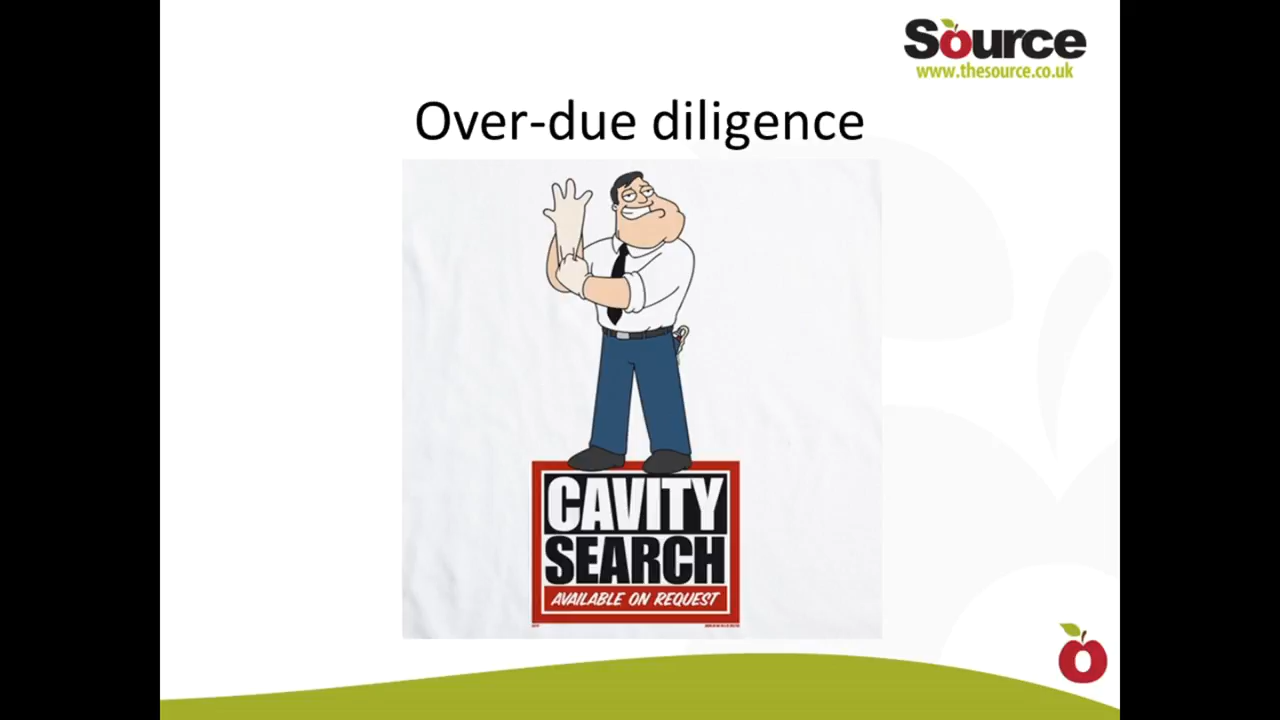 Source
www.thesource.co.uk
Over-due diligence
CAVITY
SEARCH
AVAILABLE ON REQUEST